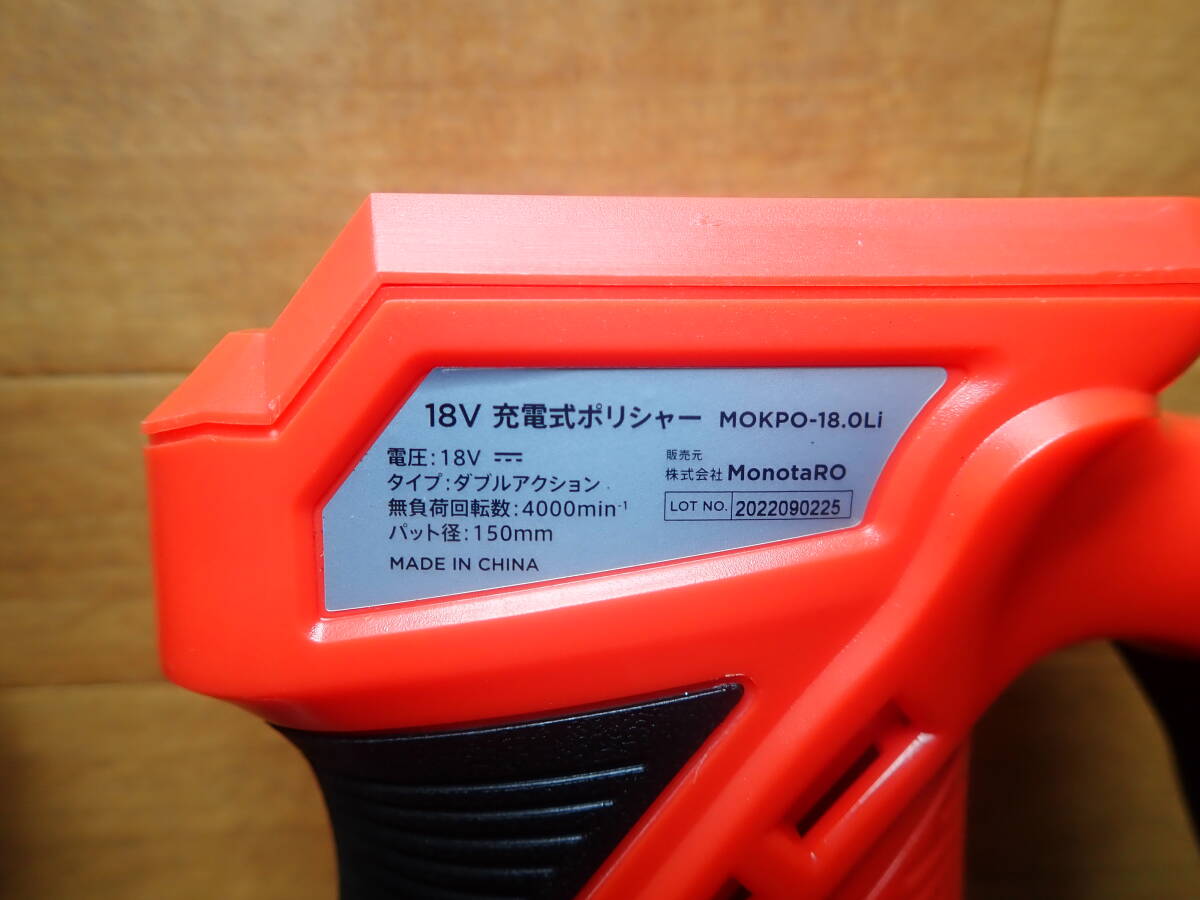 18V 充電式ポリシャー MOKPO-18.0Li
電圧:18V ⎓
タイプ:ダブルアクション
無負荷回転数:4000min⁻¹
パット径:150mm
MADE IN CHINA
販売元
株式会社 MonotaRO
LOT NO. 2022090225